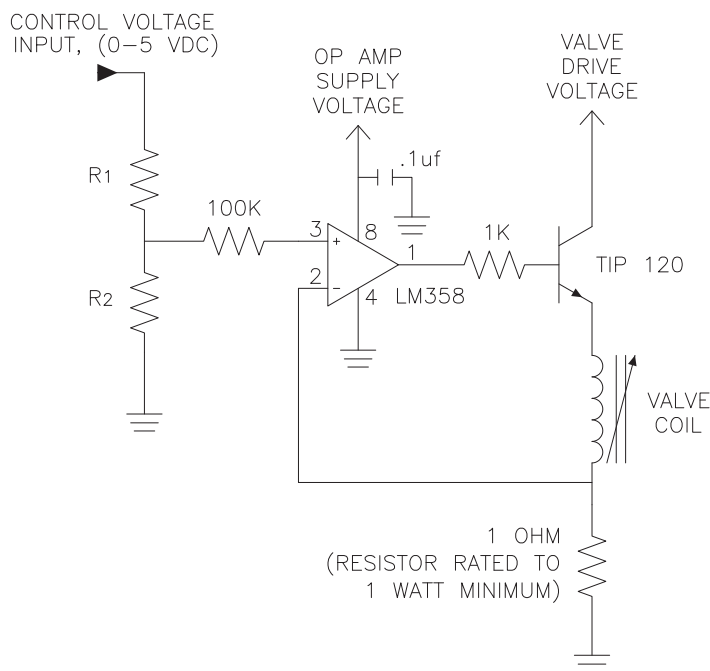 CONTROL VOLTAGE
INPUT, (0–5 VDC)
OP AMP
SUPPLY
VOLTAGE
VALVE
DRIVE
VOLTAGE
.1uf
R1
100K
3
+
8
1
1K
TIP 120
2
–
4
LM358
R2
VALVE
COIL
1 OHM
(RESISTOR RATED TO
1 WATT MINIMUM)